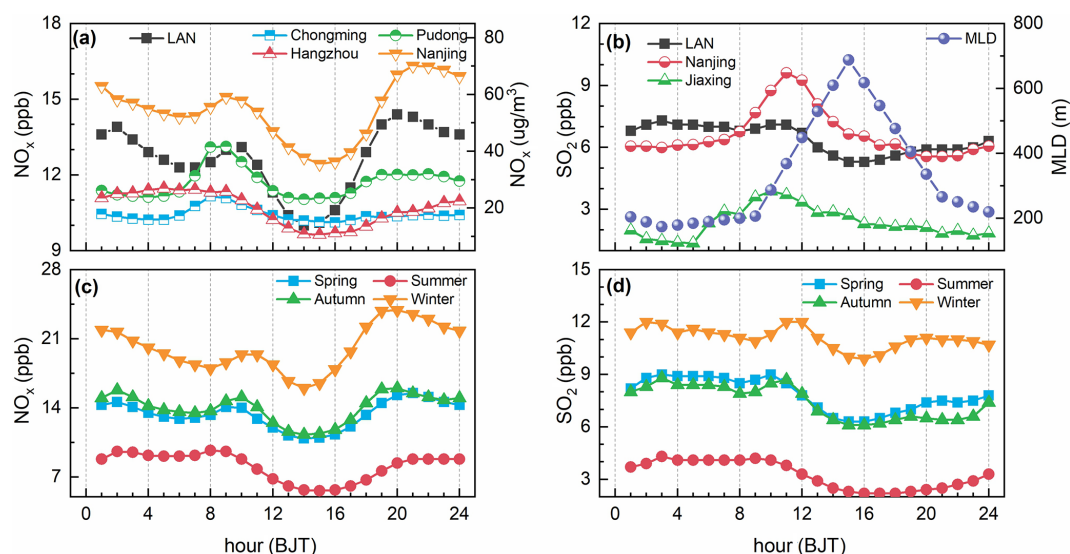 (a)
LAN
Chongming
Pudong
Hangzhou
Nanjing
NOx (ppb)
18
15
12
9
NOx (ug/m³)
80
60
40
20
(b)
LAN
Nanjing
Jiaxing
MLD
SO2 (ppb)
12
9
6
3
MLD (m)
800
600
400
200
(c)
Spring
Summer
Autumn
Winter
NOx (ppb)
28
21
14
7
0 4 8 12 16 20 24
hour (BJT)
(d)
Spring
Summer
Autumn
Winter
SO2 (ppb)
15
12
9
6
3
0 4 8 12 16 20 24
hour (BJT)